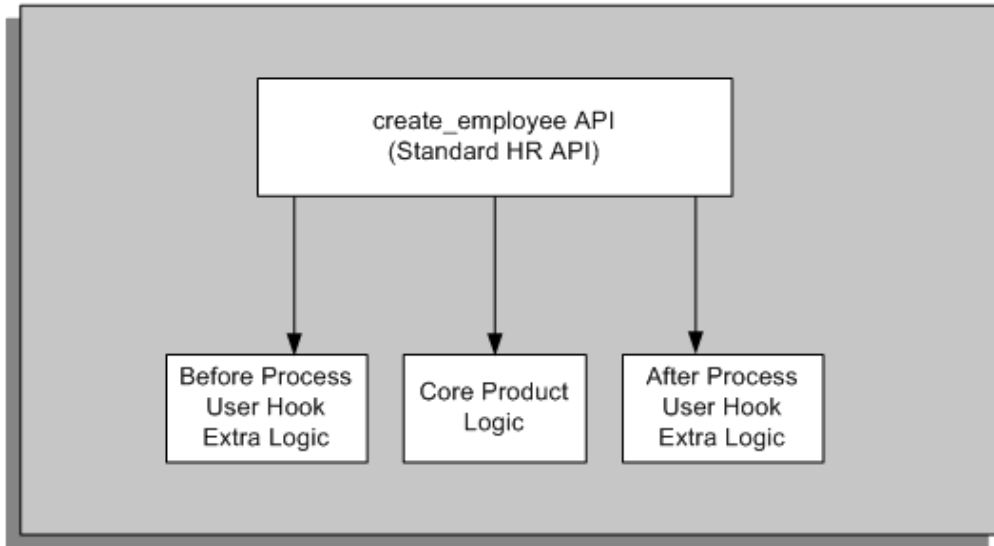 create_employee API
(Standard HR API)
Before Process
User Hook
Extra Logic
Core Product
Logic
After Process
User Hook
Extra Logic